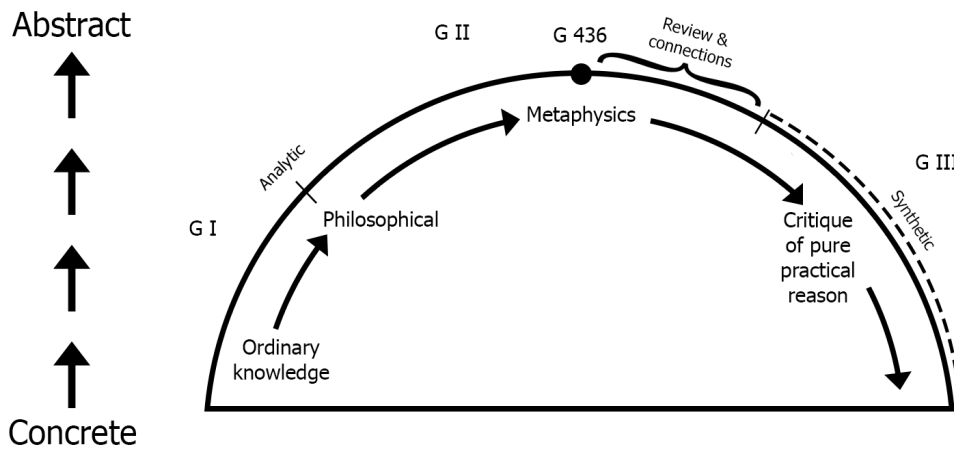 Abstract
Concrete
G I
Analytic
G II
G 436
Review &
connections
G III
Synthetic
Ordinary
knowledge
Philosophical
Metaphysics
Critique
of pure
practical
reason